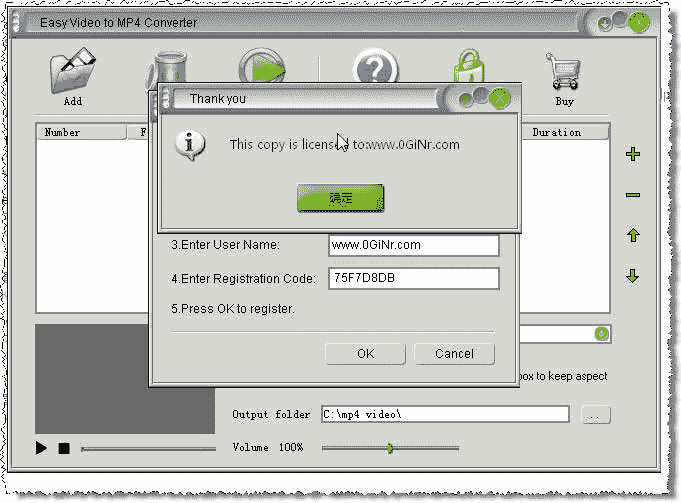 Easy Video to MP4 Converter
Add
Buy
Thank you
Number
F
Duration
This copy is licensed to:www.0GiNr.com
确定
3.Enter User Name:
www.0GiNr.com
4.Enter Registration Code:
75F7D8DB
5.Press OK to register.
OK
Cancel
box to keep aspect
Output folder
C:\mp4 video\
..
Volume 100%